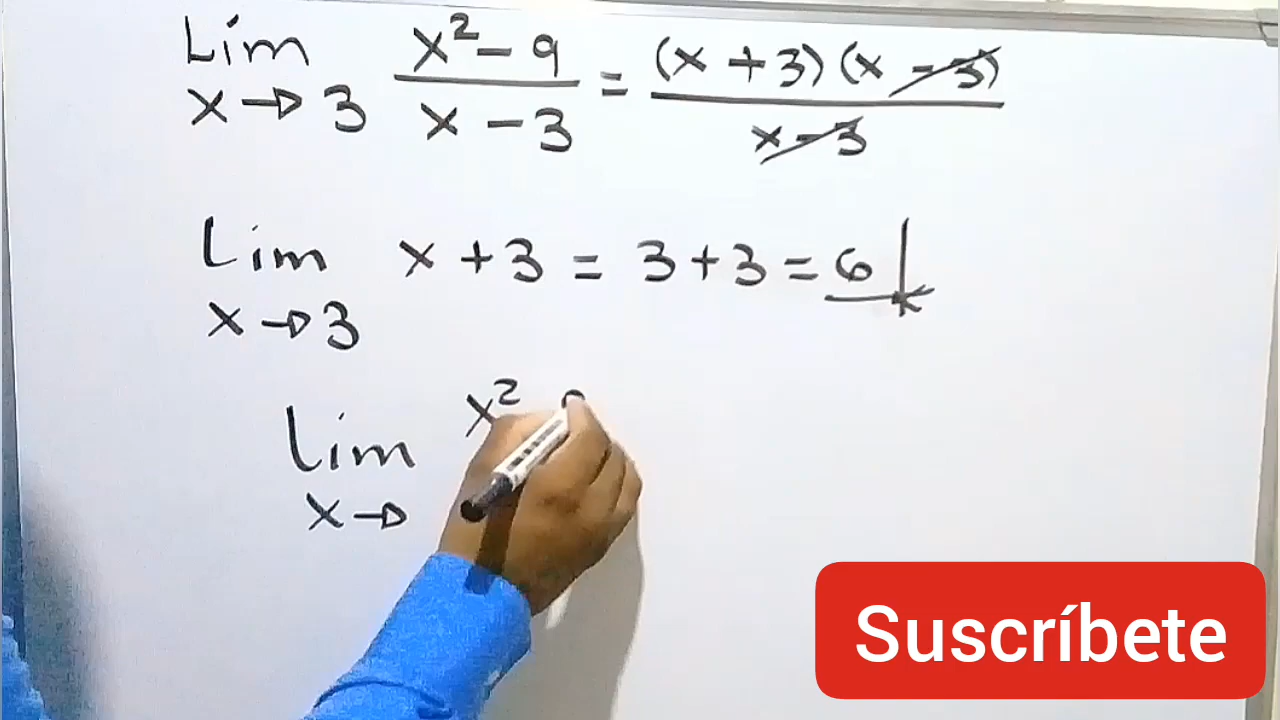 Lim x² - 9 = (x + 3) (x - 3)
x → 3 x - 3 x - 3
Lim x + 3 = 3 + 3 = 6
x → 3
Lim x²
x →
Suscríbete